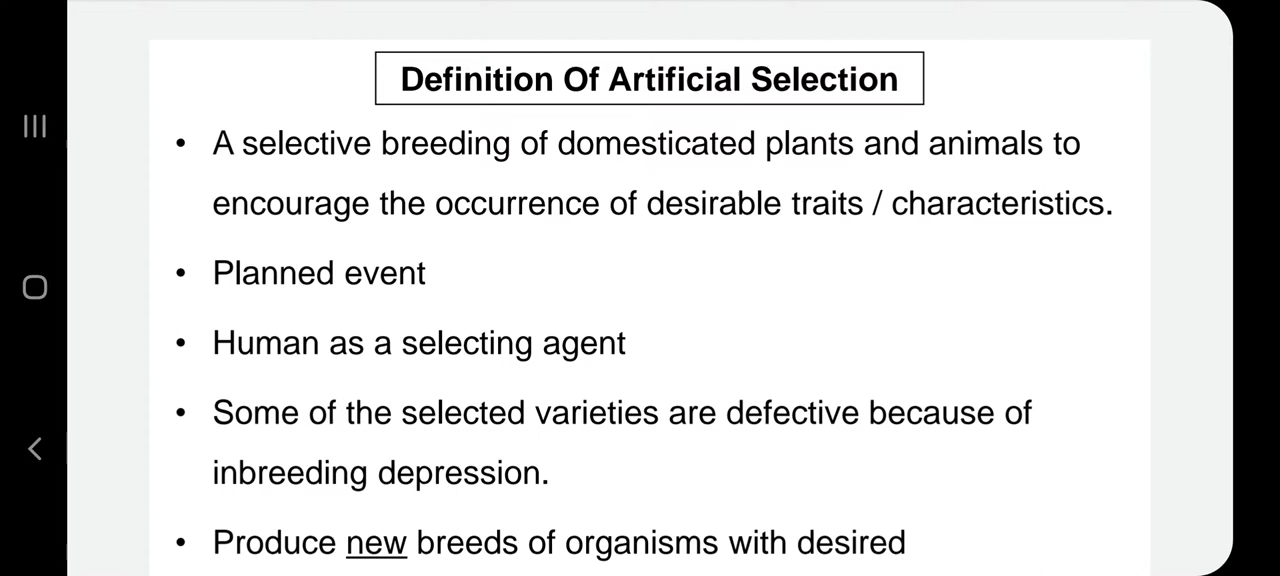 Definition Of Artificial Selection
• A selective breeding of domesticated plants and animals to
encourage the occurrence of desirable traits / characteristics.
• Planned event
• Human as a selecting agent
• Some of the selected varieties are defective because of
inbreeding depression.
• Produce new breeds of organisms with desired